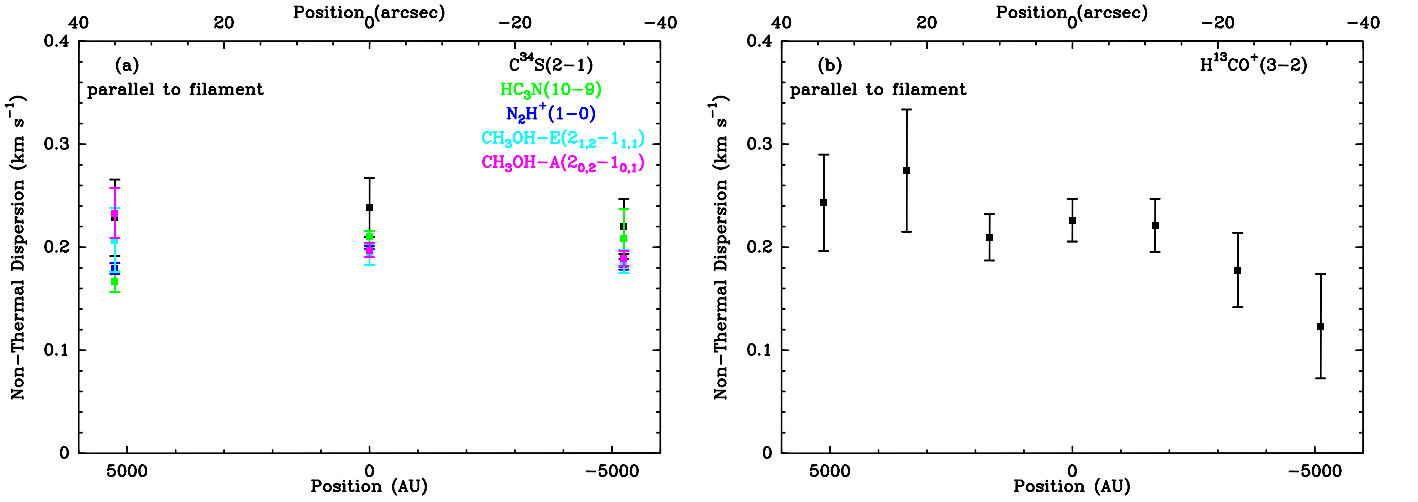 Position (arcsec)
40 20 0 −20 −40
0.4
0.3
0.2
0.1
0
Non−Thermal Dispersion (km s⁻¹)
(a)
parallel to filament
C³⁴S(2−1)
HC₃N(10−9)
N₂H⁺(1−0)
CH₃OH−E(2₁,₂−1₁,₁)
CH₃OH−A(2₀,₂−1₀,₁)
5000 0 −5000
Position (AU)
Position (arcsec)
40 20 0 −20 −40
0.4
0.3
0.2
0.1
0
Non−Thermal Dispersion (km s⁻¹)
(b)
parallel to filament
H¹³CO⁺(3−2)
5000 0 −5000
Position (AU)